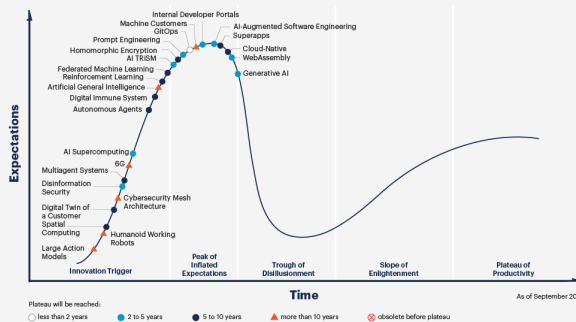 Internal Developer Portals
Machine Customers
GitOps
Prompt Engineering
Homomorphic Encryption
AI TRISM
Federated Machine Learning
Reinforcement Learning
Artificial General Intelligence
Digital Immune System
Autonomous Agents
AI-Augmented Software Engineering
Superapps
Cloud-Native
WebAssembly
Generative AI
AI Supercomputing
6G
Multiagent Systems
Disinformation
Security
Cybersecurity Mesh
Architecture
Digital Twin of
a Customer
Spatial
Computing
Humanoid Working
Robots
Large Action
Models
Expectations
Innovation Trigger
Peak of
Inflated
Expectations
Trough of
Disillusionment
Slope of
Enlightenment
Plateau of
Productivity
Time
As of September 20
Plateau will be reached:
less than 2 years
2 to 5 years
5 to 10 years
more than 10 years
obsolete before plateau